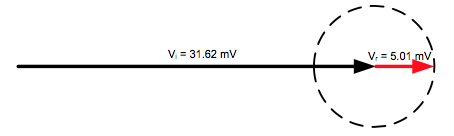 Vᵢ = 31.62 mV
Vᵣ = 5.01 mV